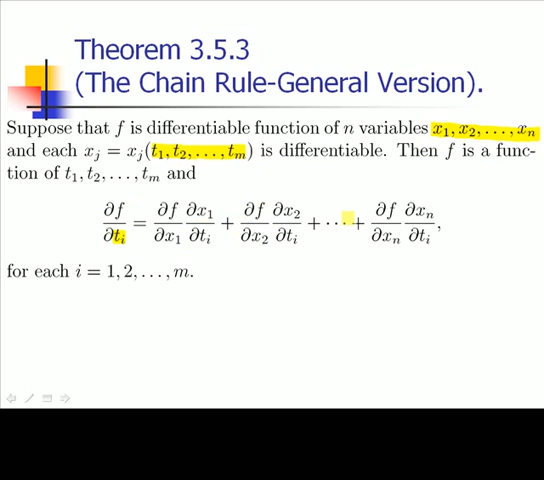 Theorem 3.5.3
(The Chain Rule-General Version).
Suppose that f is differentiable function of n variables x₁, x₂, . . . , xₙ
and each xⱼ = xⱼ(t₁, t₂, . . . , tₘ) is differentiable. Then f is a func-
tion of t₁, t₂, . . . , tₘ and
∂f/∂tᵢ = ∂f/∂x₁ ∂x₁/∂tᵢ + ∂f/∂x₂ ∂x₂/∂tᵢ + · · · + ∂f/∂xₙ ∂xₙ/∂tᵢ,
for each i = 1, 2, . . . , m.